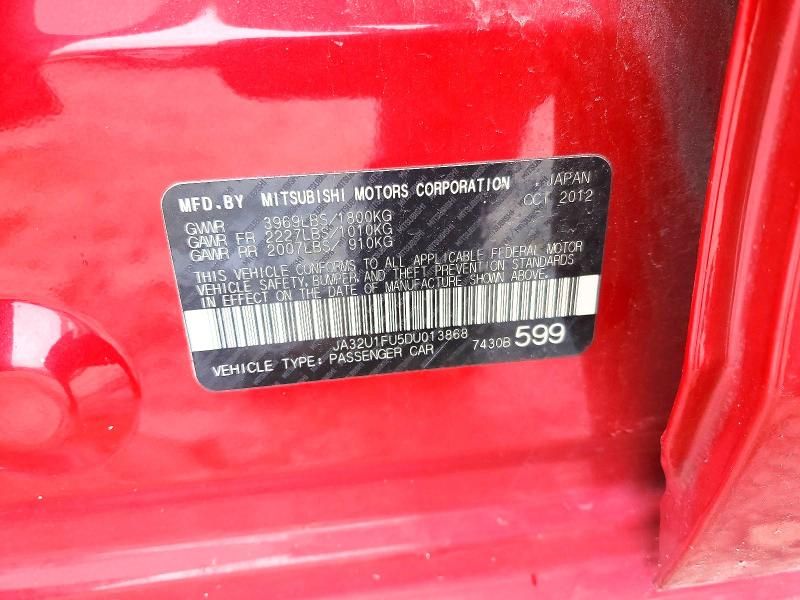 MFD.BY MITSUBISHI MOTORS CORPORATION JAPAN
OCT 2012
GVWR 3969LBS/1800KG
GAWR FR 2227LBS/1010KG
GAWR RR 2007LBS/ 910KG
THIS VEHICLE CONFORMS TO ALL APPLICABLE FEDERAL MOTOR
VEHICLE SAFETY, BUMPER, AND THEFT PREVENTION STANDARDS
IN EFFECT ON THE DATE OF MANUFACTURE SHOWN ABOVE.
JA32U1FU5DU013868
VEHICLE TYPE: PASSENGER CAR 7430B 599